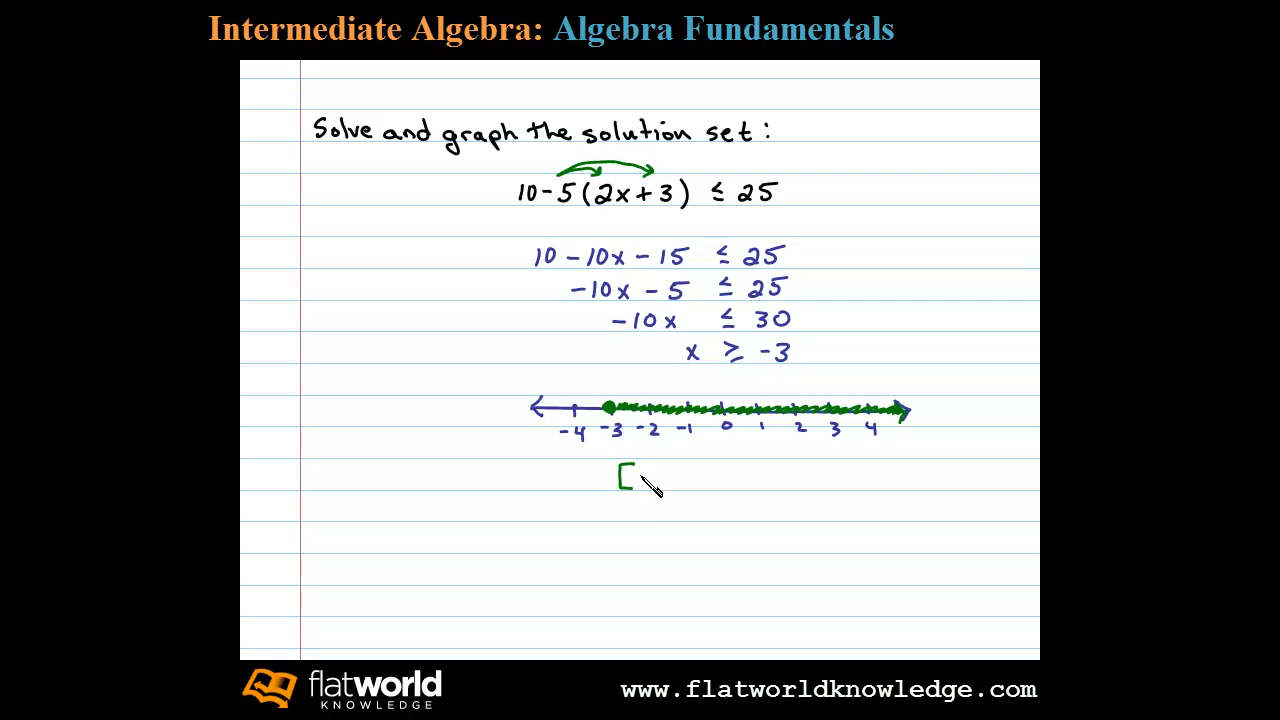 Intermediate Algebra: Algebra Fundamentals
Solve and graph the solution set:
10-5(2x+3) ≤ 25
10 -10x -15 ≤ 25
-10x - 5 ≤ 25
-10x ≤ 30
x ≥ -3
-4 -3 -2 -1 0 1 2 3 4
[
flatworld
KNOWLEDGE
www.flatworldknowledge.com